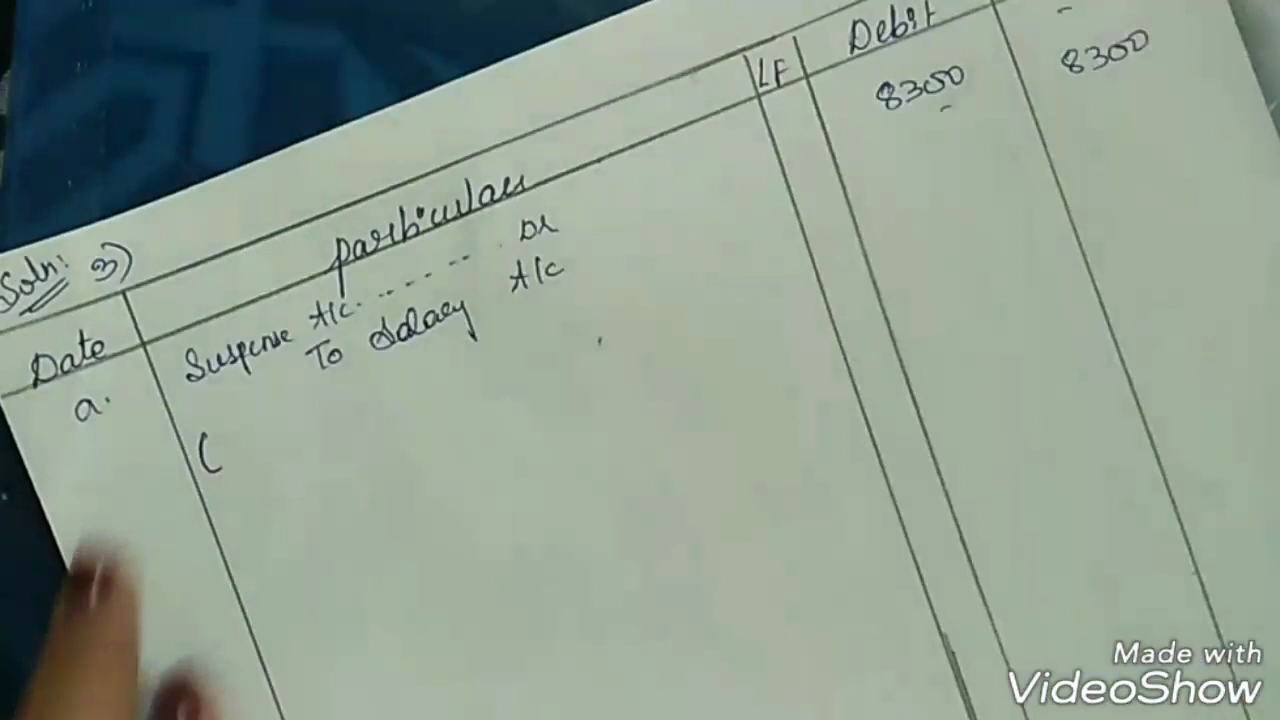 Soln: 3)
Date particulars LF Debit
a. Suspense A/c ....... Dr 8300
To Salary A/c 8300
(
Made with
VideoShow